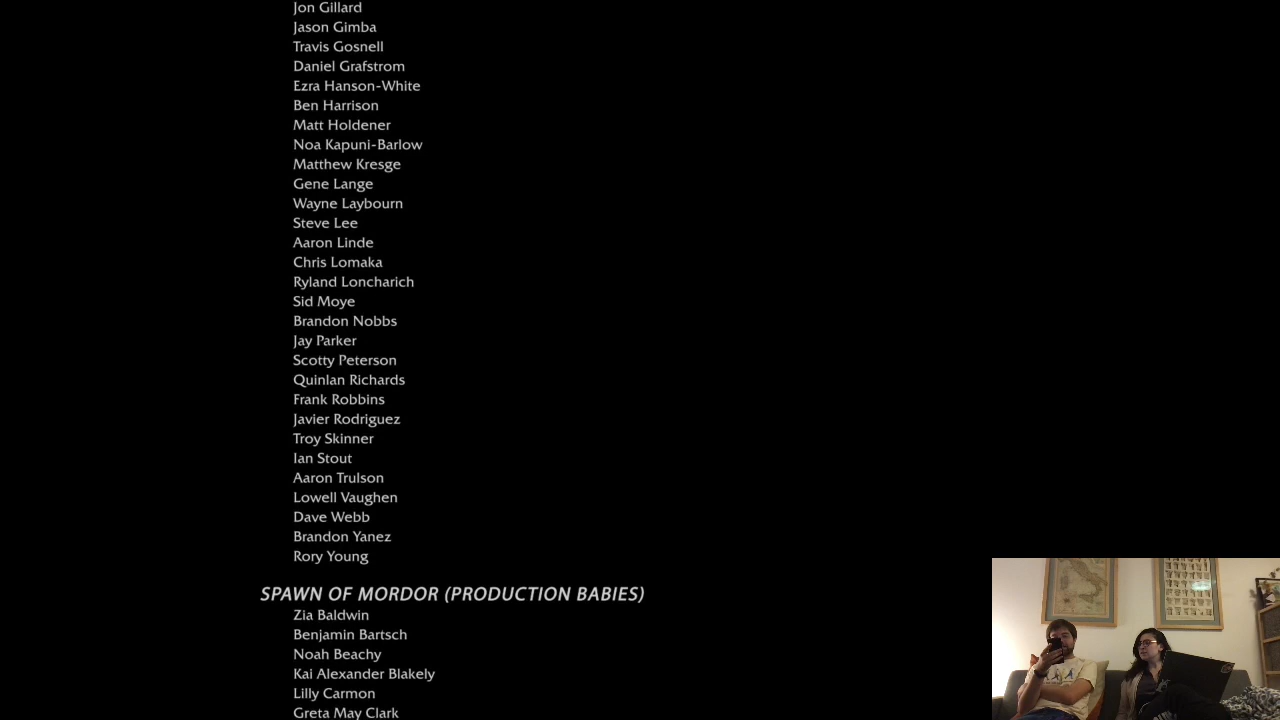 Jon Gillard
Jason Gimba
Travis Gosnell
Daniel Grafstrom
Ezra Hanson-White
Ben Harrison
Matt Holdener
Noa Kapuni-Barlow
Matthew Kresge
Gene Lange
Wayne Laybourn
Steve Lee
Aaron Linde
Chris Lomaka
Ryland Loncharich
Sid Moye
Brandon Nobbs
Jay Parker
Scotty Peterson
Quinlan Richards
Frank Robbins
Javier Rodriguez
Troy Skinner
Ian Stout
Aaron Trulson
Lowell Vaughen
Dave Webb
Brandon Yanez
Rory Young
SPAWN OF MORDOR (PRODUCTION BABIES)
Zia Baldwin
Benjamin Bartsch
Noah Beachy
Kai Alexander Blakely
Lilly Carmon
Greta May Clark